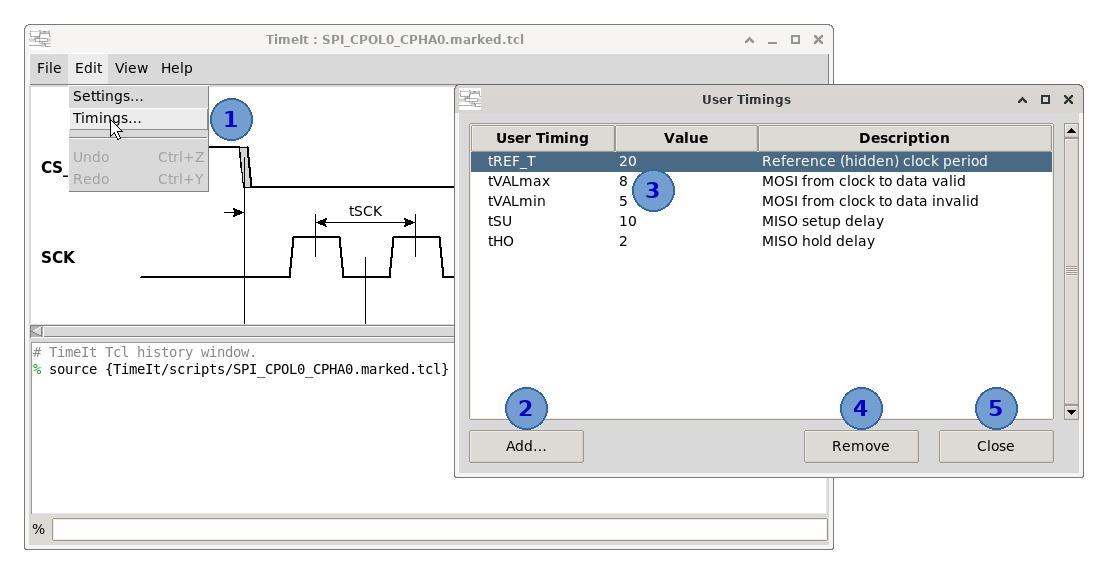 TimeIt : SPI_CPOL0_CPHA0.marked.tcl
File Edit View Help
Settings...
Timings...
1
Undo Ctrl+Z
Redo Ctrl+Y
CS_
tSCK
SCK
# TimeIt Tcl history window.
% source {TimeIt/scripts/SPI_CPOL0_CPHA0.marked.tcl}
%
User Timings
User Timing Value Description
tREF_T 20 Reference (hidden) clock period
tVALmax 8 MOSI from clock to data valid
3
tVALmin 5 MOSI from clock to data invalid
tSU 10 MISO setup delay
tHO 2 MISO hold delay
2 4 5
Add... Remove Close